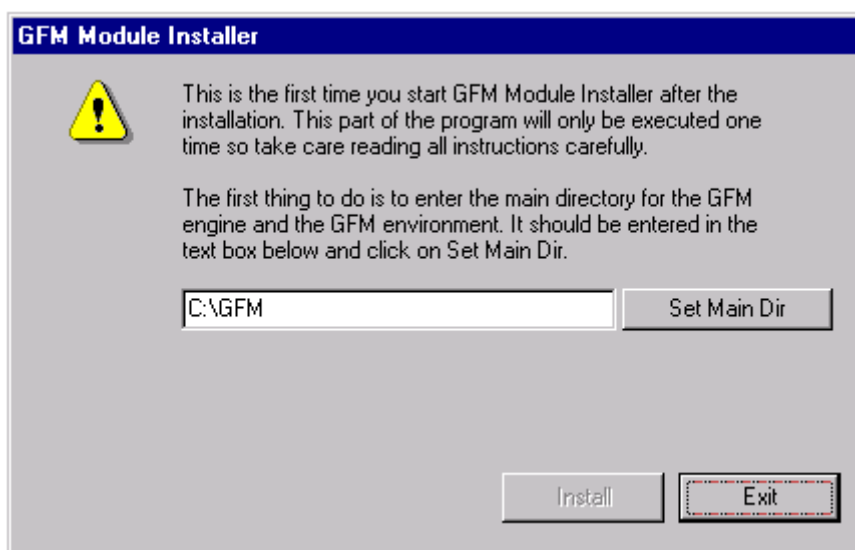 GFM Module Installer
This is the first time you start GFM Module Installer after the
installation. This part of the program will only be executed one
time so take care reading all instructions carefully.
The first thing to do is to enter the main directory for the GFM
engine and the GFM environment. It should be entered in the
text box below and click on Set Main Dir.
C:\GFM
Set Main Dir
Install
Exit